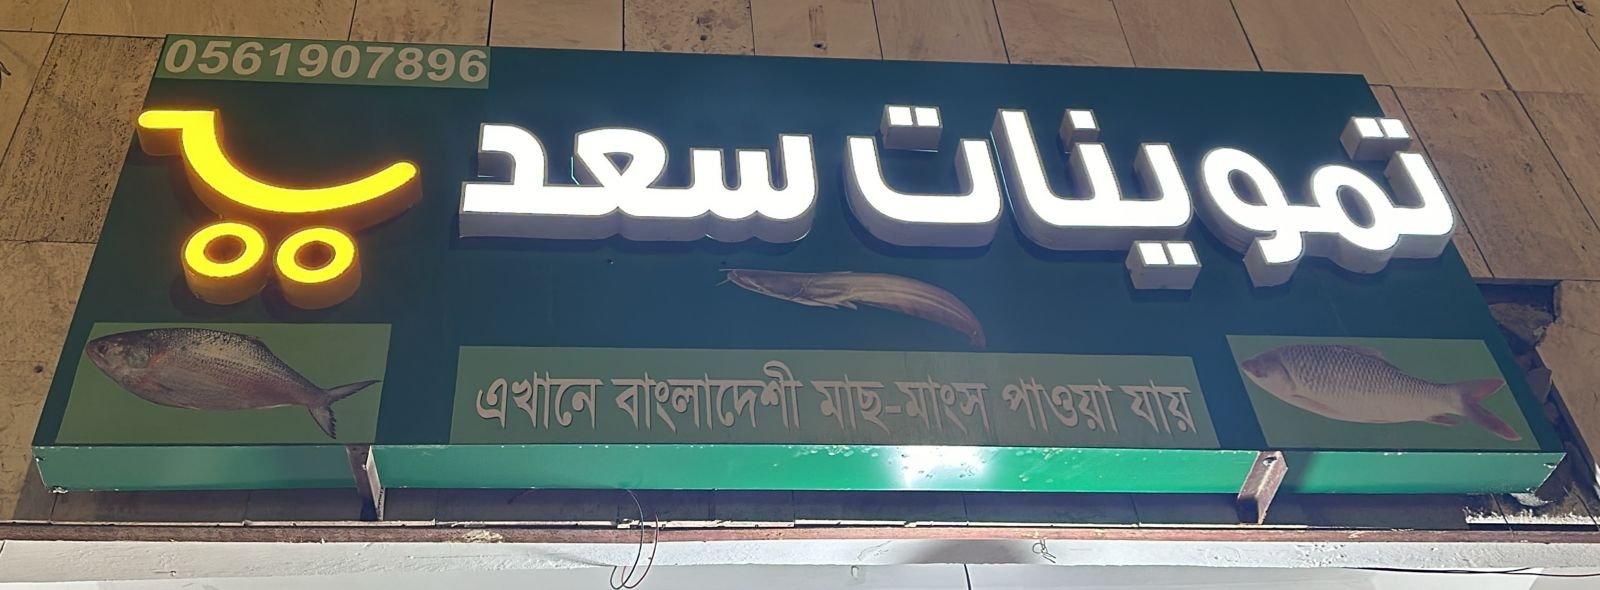 0561907896
تموينات سعد
এখানে বাংলাদেশী মাছ-মাংস পাওয়া যায়